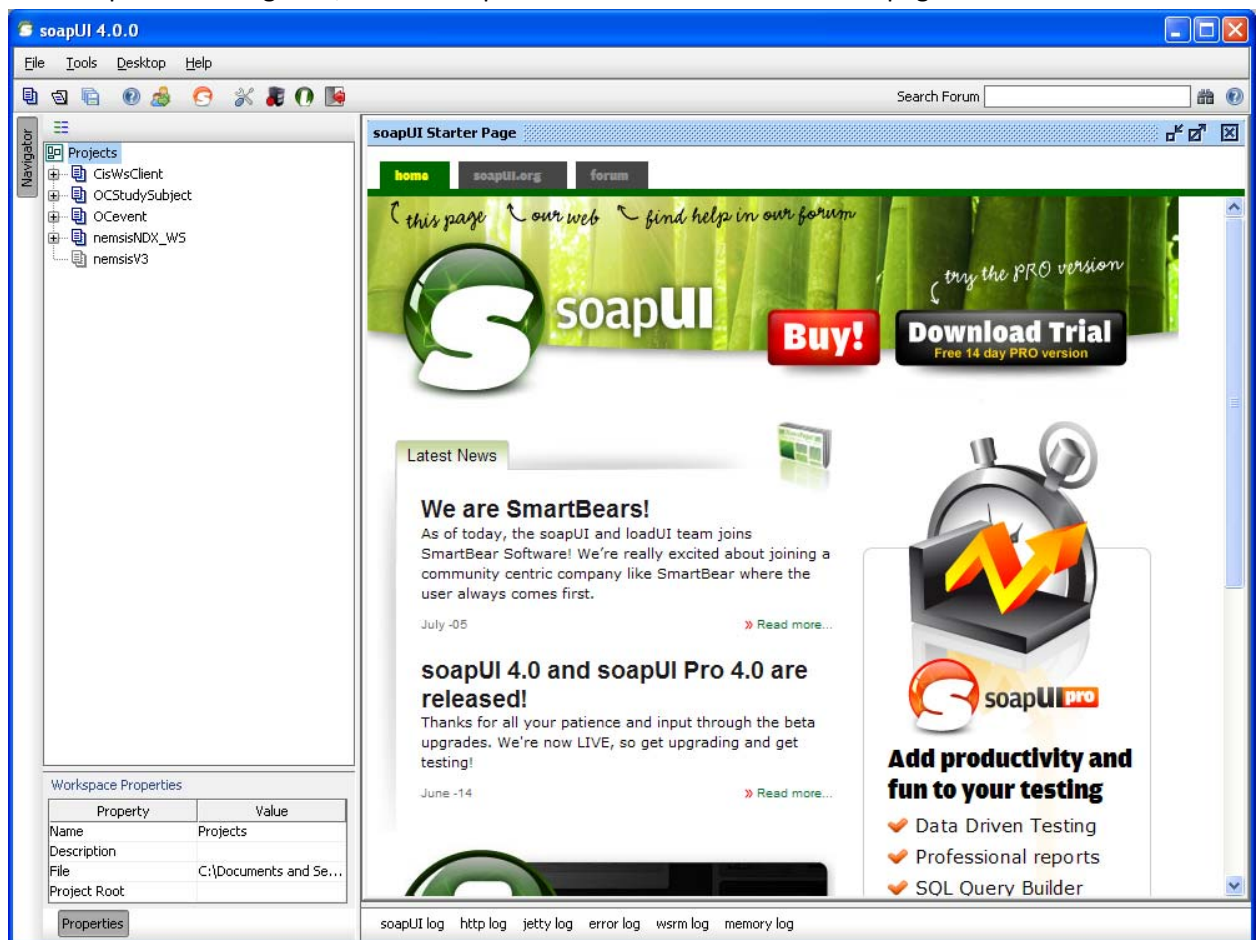 soapUI 4.0.0
File Tools Desktop Help
Search Forum
Navigator
Projects
CisWsClient
OCStudySubject
OCevent
nemsisNDX_WS
nemsisV3
Workspace Properties
Property Value
Name Projects
Description
File C:\Documents and Se...
Project Root
Properties
soapUI Starter Page
home soapUI.org forum
this page our web find help in our forum
try the PRO version
soapUI
Buy!
Download Trial
Free 14 day PRO version
Latest News
We are SmartBears!
As of today, the soapUI and loadUI team joins
SmartBear Software! We're really excited about joining a
community centric company like SmartBear where the
user always comes first.
July -05 » Read more...
soapUI 4.0 and soapUI Pro 4.0 are
released!
Thanks for all your patience and input through the beta
upgrades. We're now LIVE, so get upgrading and get
testing!
June -14 » Read more...
soapUI pro
Add productivity and
fun to your testing
Data Driven Testing
Professional reports
SQL Query Builder
soapUI log http log jetty log error log wsrm log memory log